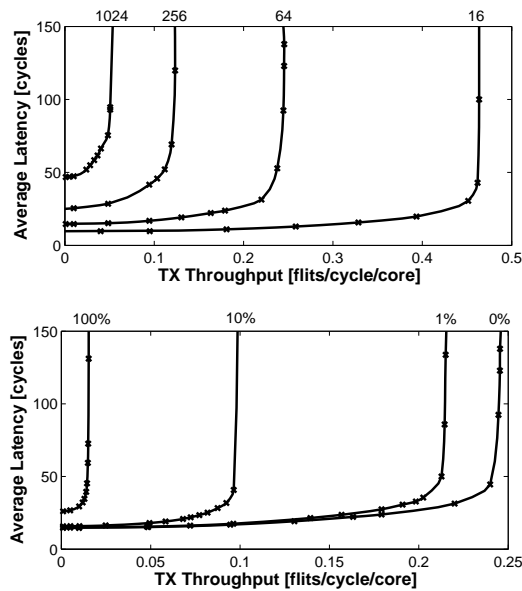 1024 256 64 16
150
100
50
0
Average Latency [cycles]
0 0.1 0.2 0.3 0.4 0.5
TX Throughput [flits/cycle/core]
100% 10% 1% 0%
150
100
50
0
Average Latency [cycles]
0 0.05 0.1 0.15 0.2 0.25
TX Throughput [flits/cycle/core]